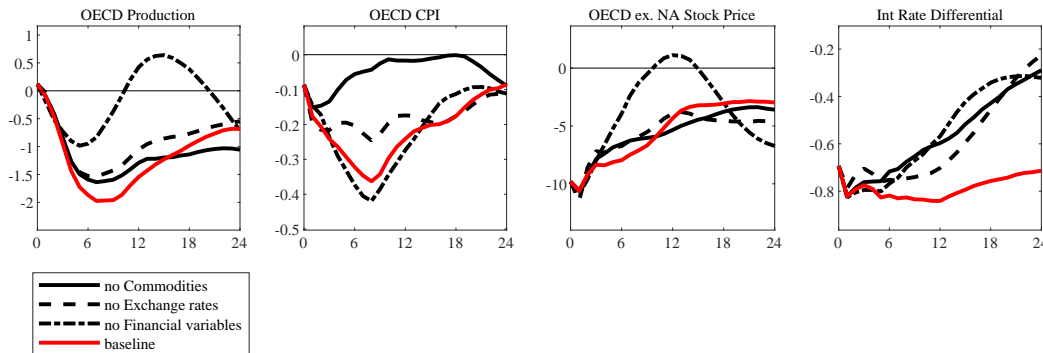 OECD Production
OECD CPI
OECD ex. NA Stock Price
Int Rate Differential
1
0.5
0
-0.5
-1
-1.5
-2
0 6 12 18 24
0
-0.1
-0.2
-0.3
-0.4
-0.5
0 6 12 18 24
0
-5
-10
0 6 12 18 24
-0.2
-0.4
-0.6
-0.8
0 6 12 18 24
no Commodities
no Exchange rates
no Financial variables
baseline